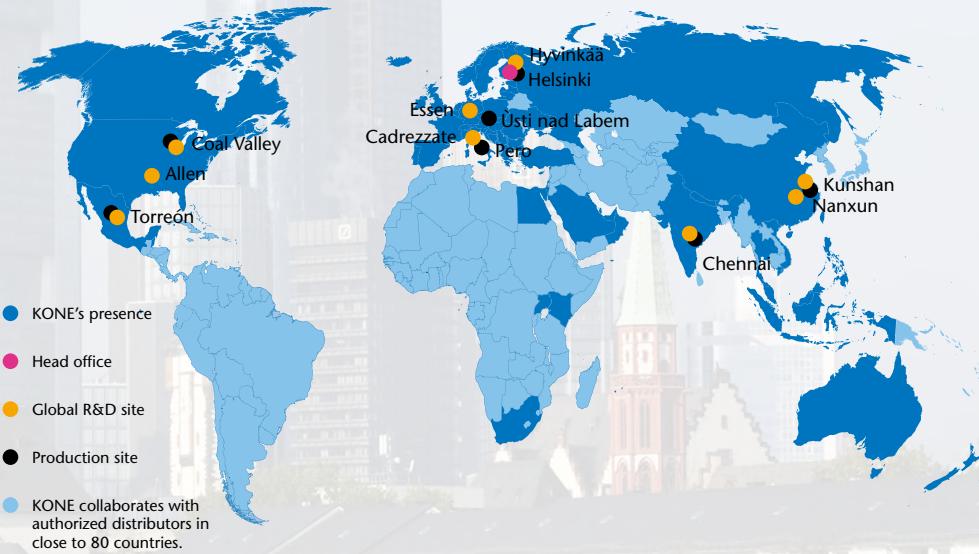 Hyvinkää
Helsinki
Essen
Ústi nad Labem
Cadrezzate
Pero
Coal Valley
Allen
Torreón
Kunshan
Nanxun
Chennai
KONE's presence
Head office
Global R&D site
Production site
KONE collaborates with
authorized distributors in
close to 80 countries.